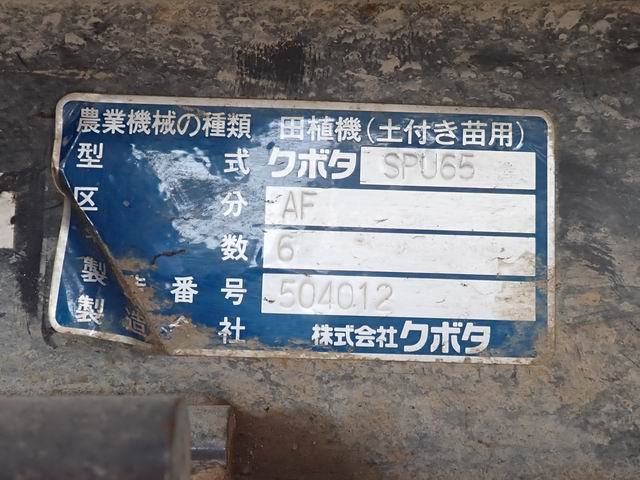 農業機械の種類 田植機(土付き苗用)
型式 クボタ SPU65
区分 AF
数 6
製 番号 504012
製造 社 株式会社クボタ